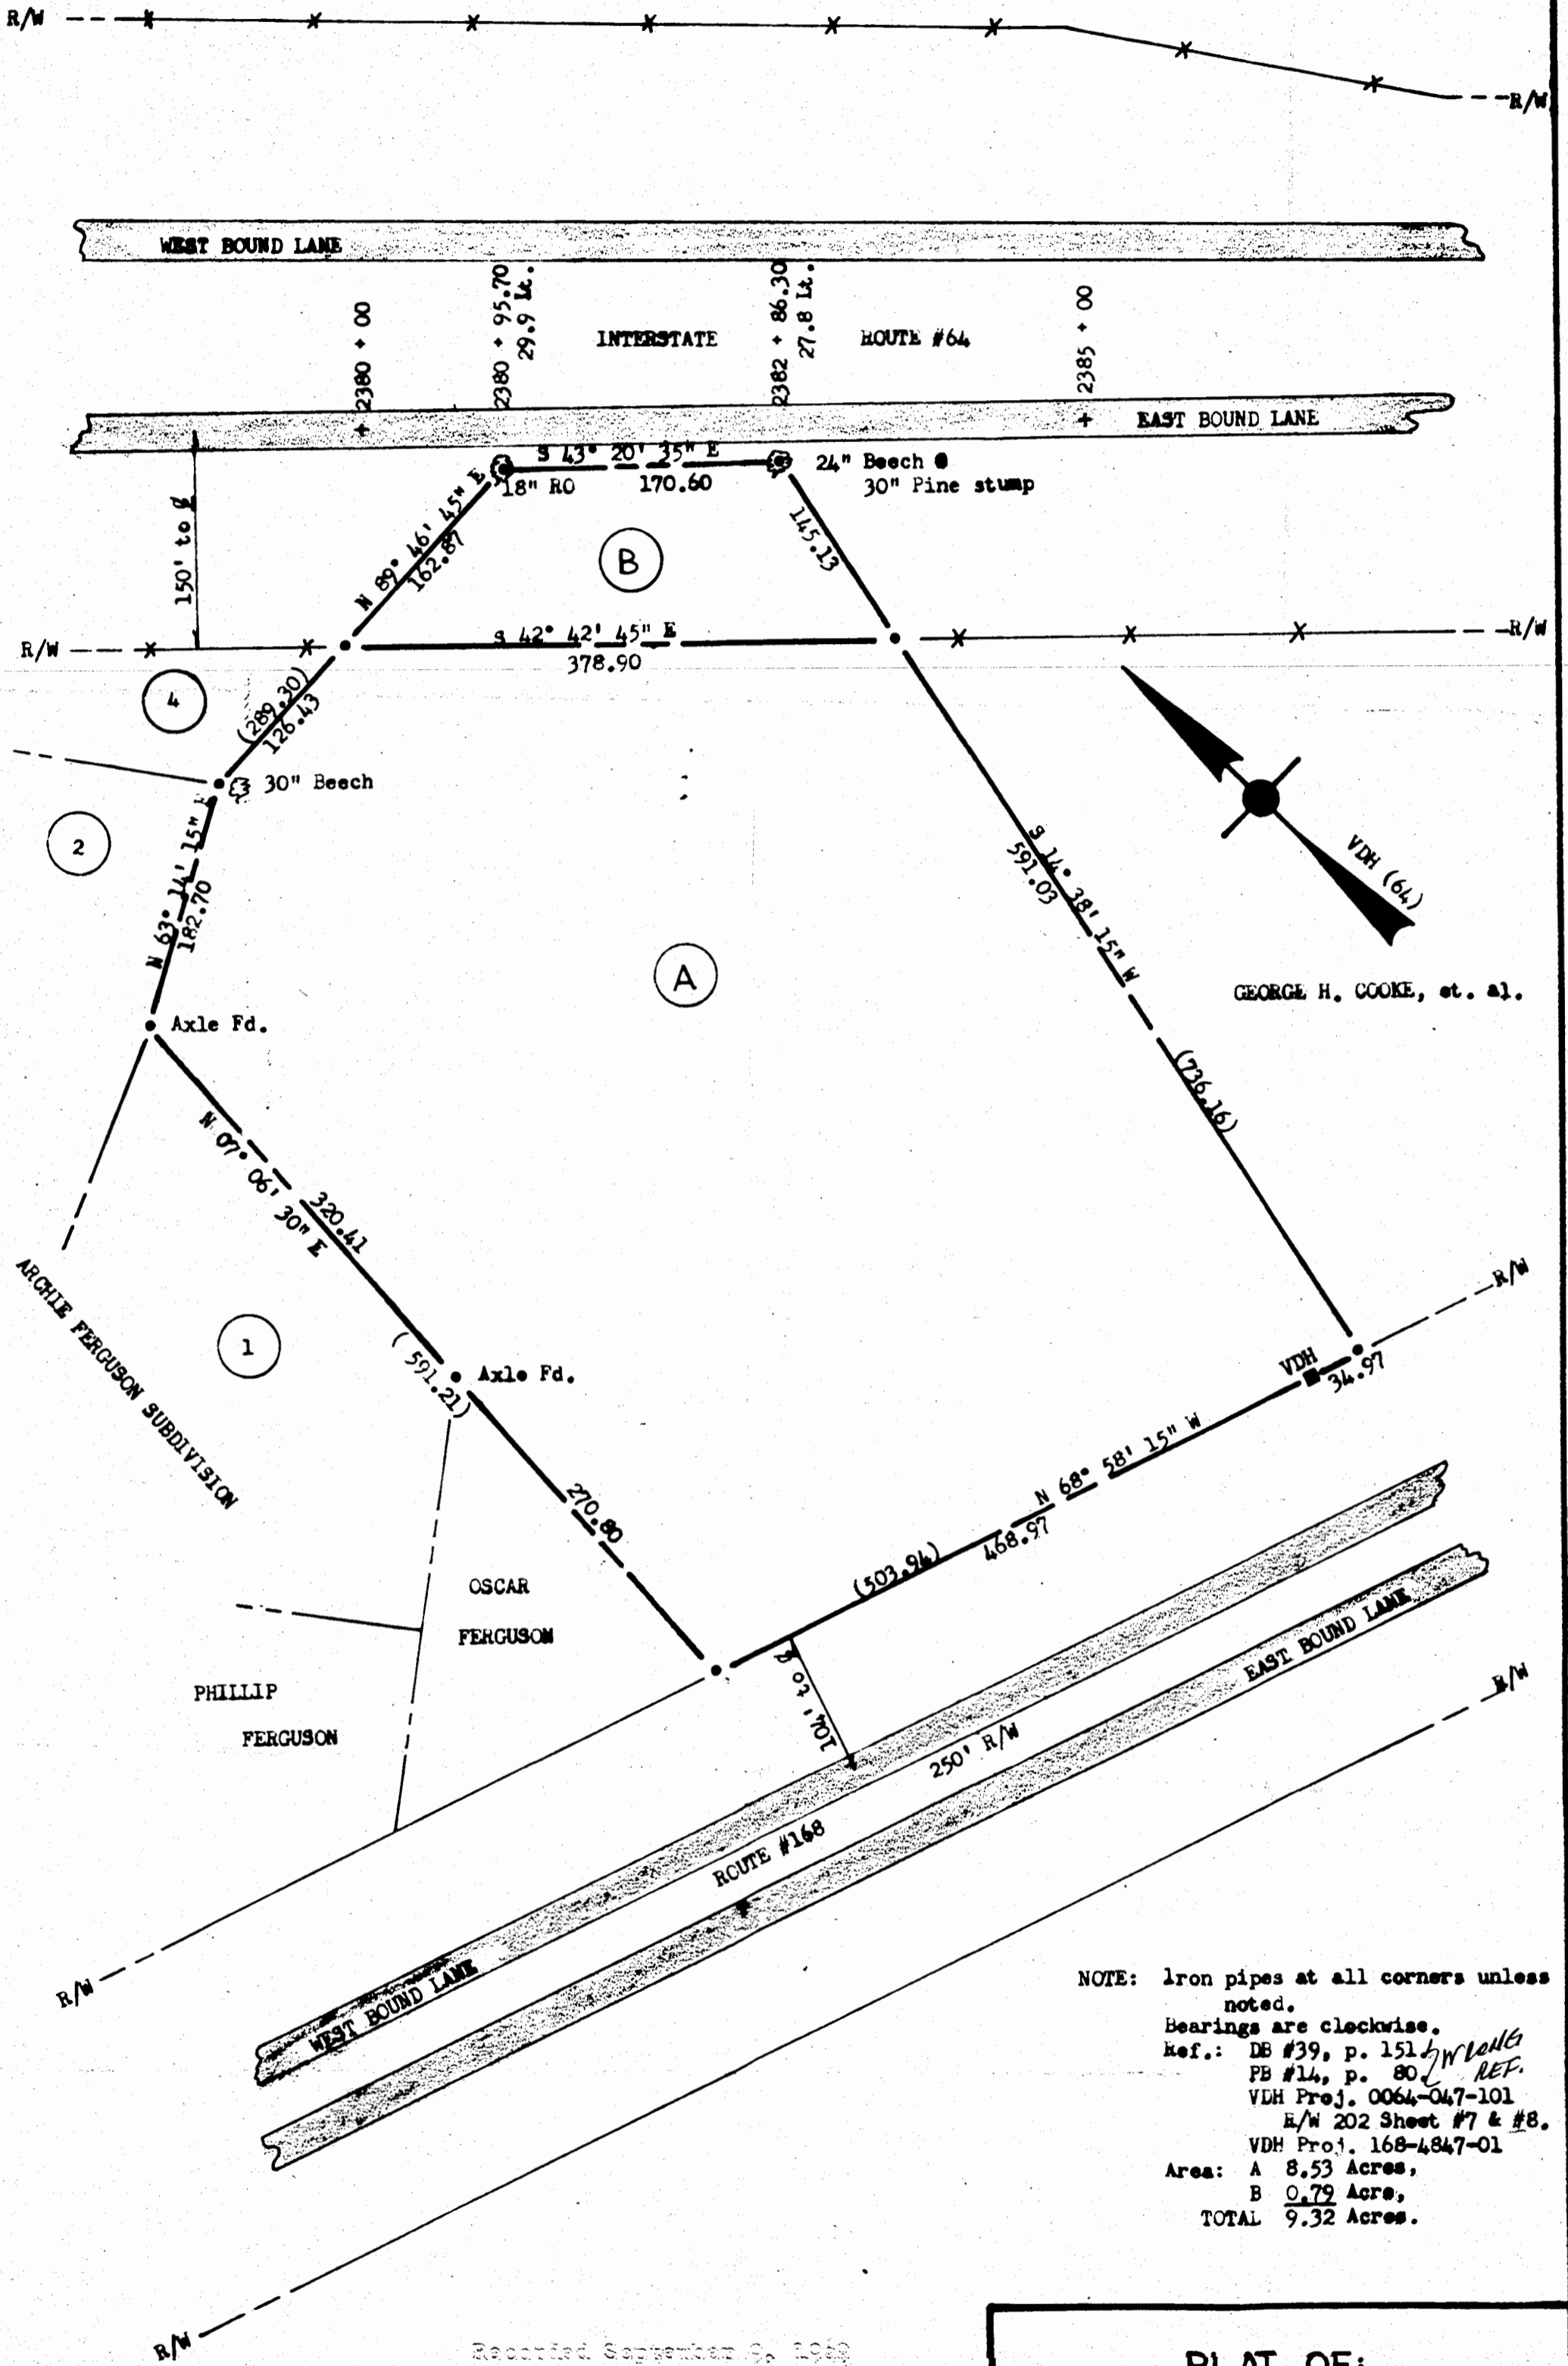 R/W
R/W
WEST BOUND LANE
2380 + 00
2380 + 95.70
29.9 Lt.
INTERSTATE
2382 + 86.30
27.8 Lt.
ROUTE #64
2385 + 00
EAST BOUND LANE
150' to ℄
S 43° 20' 35" E
170.60
18" RO
24" Beech @
30" Pine stump
N 89° 46' 45" E
162.87
145.13
B
R/W
S 42° 42' 45" E
378.90
R/W
4
(289.30)
126.43
30" Beech
2
N 63° 14' 15" E
182.70
Axle Fd.
A
S 14° 38' 15" W
591.03
(736.16)
VDH (64)
GEORGE H. COOKE, et. al.
N 07° 06' 30" E
320.41
ARCHIE FERGUSON SUBDIVISION
1
(591.21)
Axle Fd.
270.80
R/W
VDH
34.97
N 68° 58' 15" W
468.97
(503.94)
OSCAR
FERGUSON
PHILLIP
FERGUSON
104' to ℄
EAST BOUND LANE
250' R/W
R/W
ROUTE #168
WEST BOUND LANE
R/W
NOTE: Iron pipes at all corners unless
noted.
Bearings are clockwise.
Ref.: DB #39, p. 151 WRONG
PB #14, p. 80 REF.
VDH Proj. 0064-047-101
R/W 202 Sheet #7 & #8.
VDH Proj. 168-4847-01
Area: A 8.53 Acres,
B 0.79 Acre,
TOTAL 9.32 Acres.
R/W
Recorded September 9, 1969
PLAT OF: